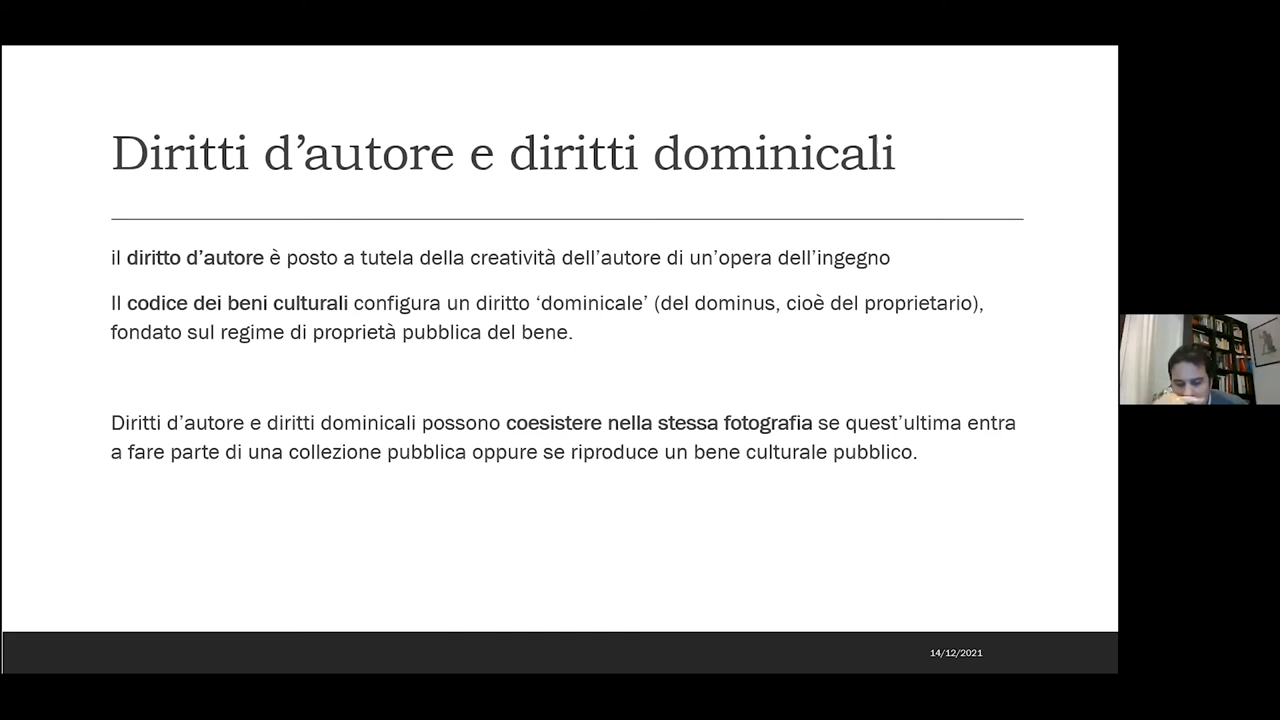 Diritti d’autore e diritti dominicali
il diritto d’autore è posto a tutela della creatività dell’autore di un’opera dell’ingegno
Il codice dei beni culturali configura un diritto ‘dominicale’ (del dominus, cioè del proprietario),
fondato sul regime di proprietà pubblica del bene.
Diritti d’autore e diritti dominicali possono coesistere nella stessa fotografia se quest’ultima entra
a fare parte di una collezione pubblica oppure se riproduce un bene culturale pubblico.
14/12/2021